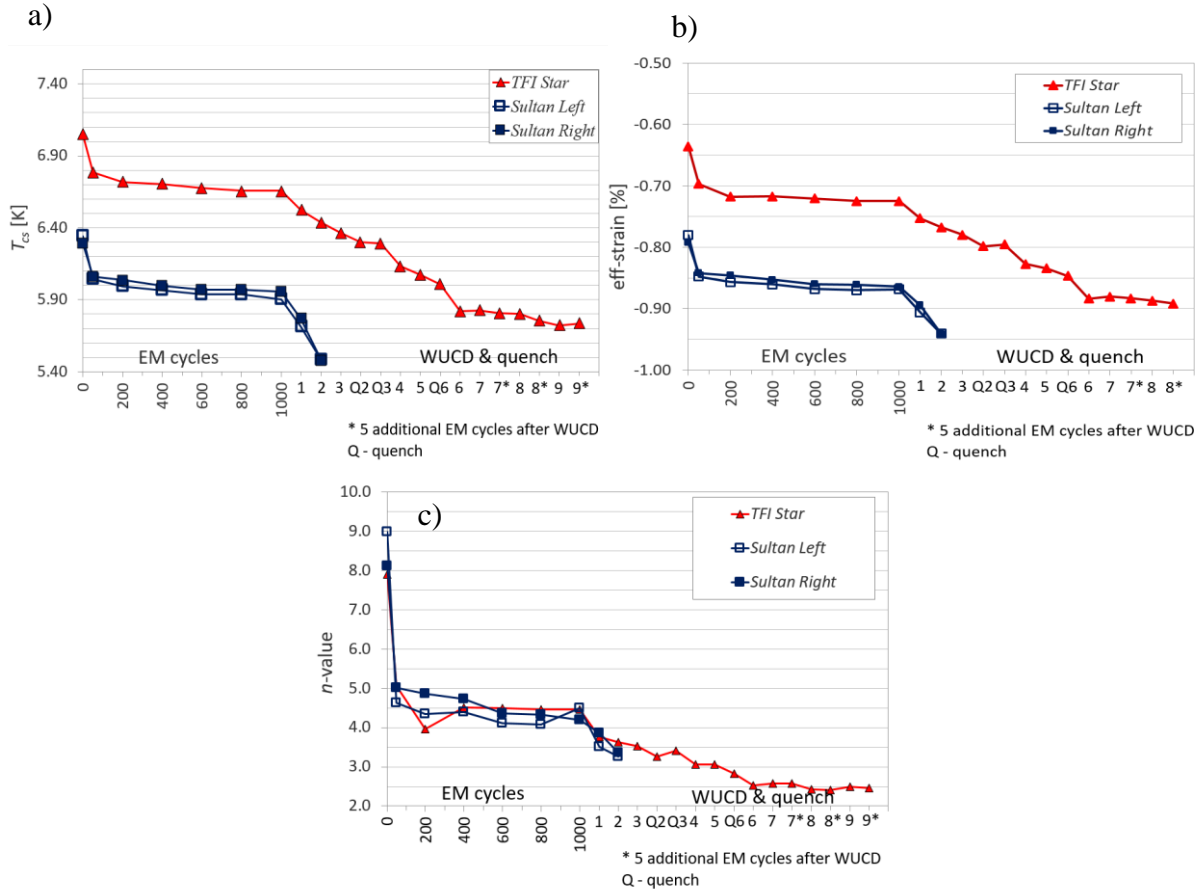 a)
7.40
6.90
6.40
5.90
5.40
T_cs [K]
TFI Star
Sultan Left
Sultan Right
EM cycles
WUCD & quench
0
200
400
600
800
1000
1
2
3
Q2
Q3
4
5
Q6
6
7
7*
8
8*
9
9*
* 5 additional EM cycles after WUCD
Q - quench
b)
-0.50
-0.60
-0.70
-0.80
-0.90
-1.00
eff-strain [%]
TFI Star
Sultan Left
Sultan Right
EM cycles
WUCD & quench
0
200
400
600
800
1000
1
2
3
Q2
Q3
4
5
Q6
6
7
7*
8
8*
* 5 additional EM cycles after WUCD
Q - quench
c)
10.0
9.0
8.0
7.0
6.0
5.0
4.0
3.0
2.0
n-value
TFI Star
Sultan Left
Sultan Right
EM cycles
WUCD & quench
0
200
400
600
800
1000
1
2
3
Q2
Q3
4
5
Q6
6
7
7*
8
8*
9
9*
* 5 additional EM cycles after WUCD
Q - quench